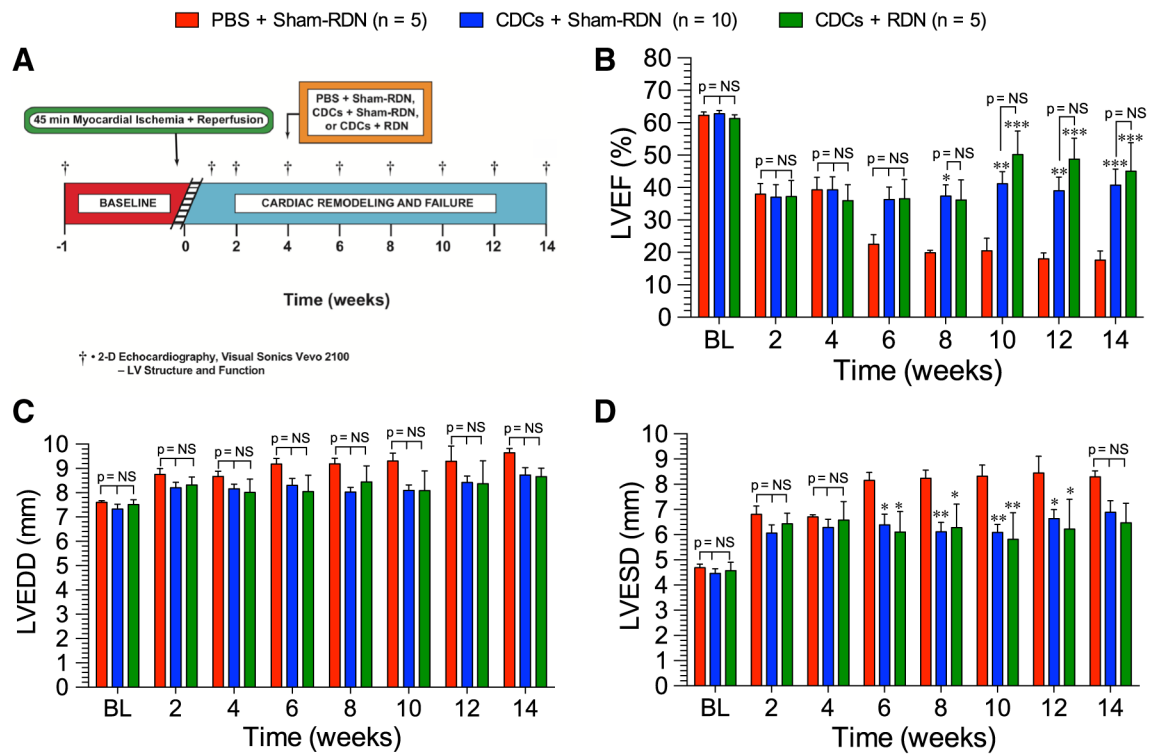 PBS + Sham-RDN (n = 5) CDCs + Sham-RDN (n = 10) CDCs + RDN (n = 5)
A
45 min Myocardial Ischemia + Reperfusion
PBS + Sham-RDN,
CDCs + Sham-RDN,
or CDCs + RDN
† † † † † † † † †
BASELINE CARDIAC REMODELING AND FAILURE
-1 0 2 4 6 8 10 12 14
Time (weeks)
† • 2-D Echocardiography, Visual Sonics Vevo 2100
– LV Structure and Function
B
LVEF (%)
80
70
60
50
40
30
20
10
0
p = NS p = NS p = NS p = NS p = NS p = NS p = NS p = NS
* ** *** ** *** *** ***
BL 2 4 6 8 10 12 14
Time (weeks)
C
LVEDD (mm)
10
9
8
7
6
5
4
3
2
1
0
p = NS p = NS p = NS p = NS p = NS p = NS p = NS p = NS
BL 2 4 6 8 10 12 14
Time (weeks)
D
LVESD (mm)
10
9
8
7
6
5
4
3
2
1
0
p = NS p = NS p = NS p = NS
* * ** * ** ** * *
BL 2 4 6 8 10 12 14
Time (weeks)